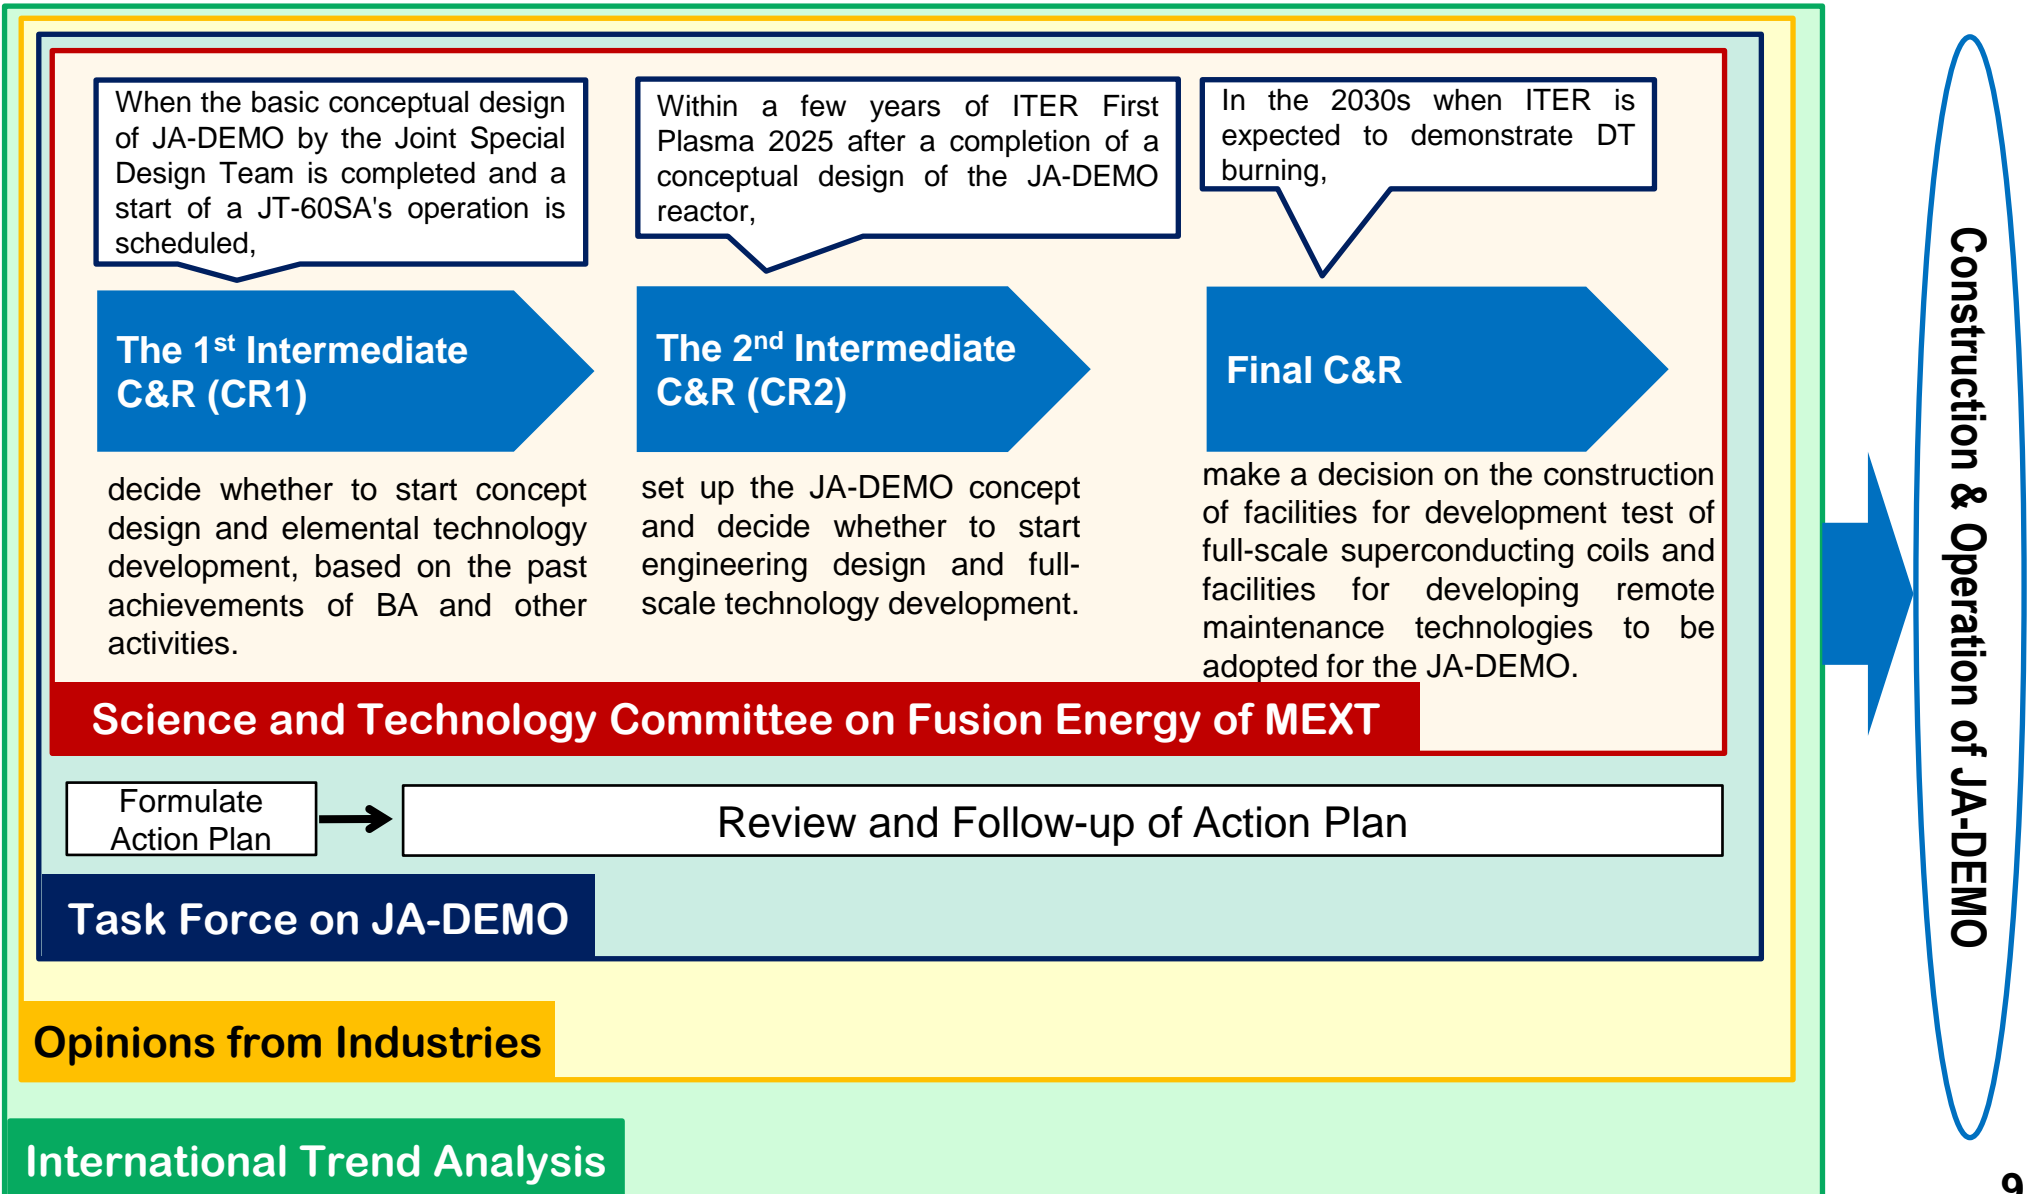 When the basic conceptual design
of JA-DEMO by the Joint Special
Design Team is completed and a
start of a JT-60SA's operation is
scheduled,
Within a few years of ITER First
Plasma 2025 after a completion of a
conceptual design of the JA-DEMO
reactor,
In the 2030s when ITER is
expected to demonstrate DT
burning,
The 1st Intermediate
C&R (CR1)
The 2nd Intermediate
C&R (CR2)
Final C&R
decide whether to start concept
design and elemental technology
development, based on the past
achievements of BA and other
activities.
set up the JA-DEMO concept
and decide whether to start
engineering design and full-
scale technology development.
make a decision on the construction
of facilities for development test of
full-scale superconducting coils and
facilities for developing remote
maintenance technologies to be
adopted for the JA-DEMO.
Science and Technology Committee on Fusion Energy of MEXT
Formulate
Action Plan
Review and Follow-up of Action Plan
Task Force on JA-DEMO
Opinions from Industries
International Trend Analysis
Construction & Operation of JA-DEMO
9